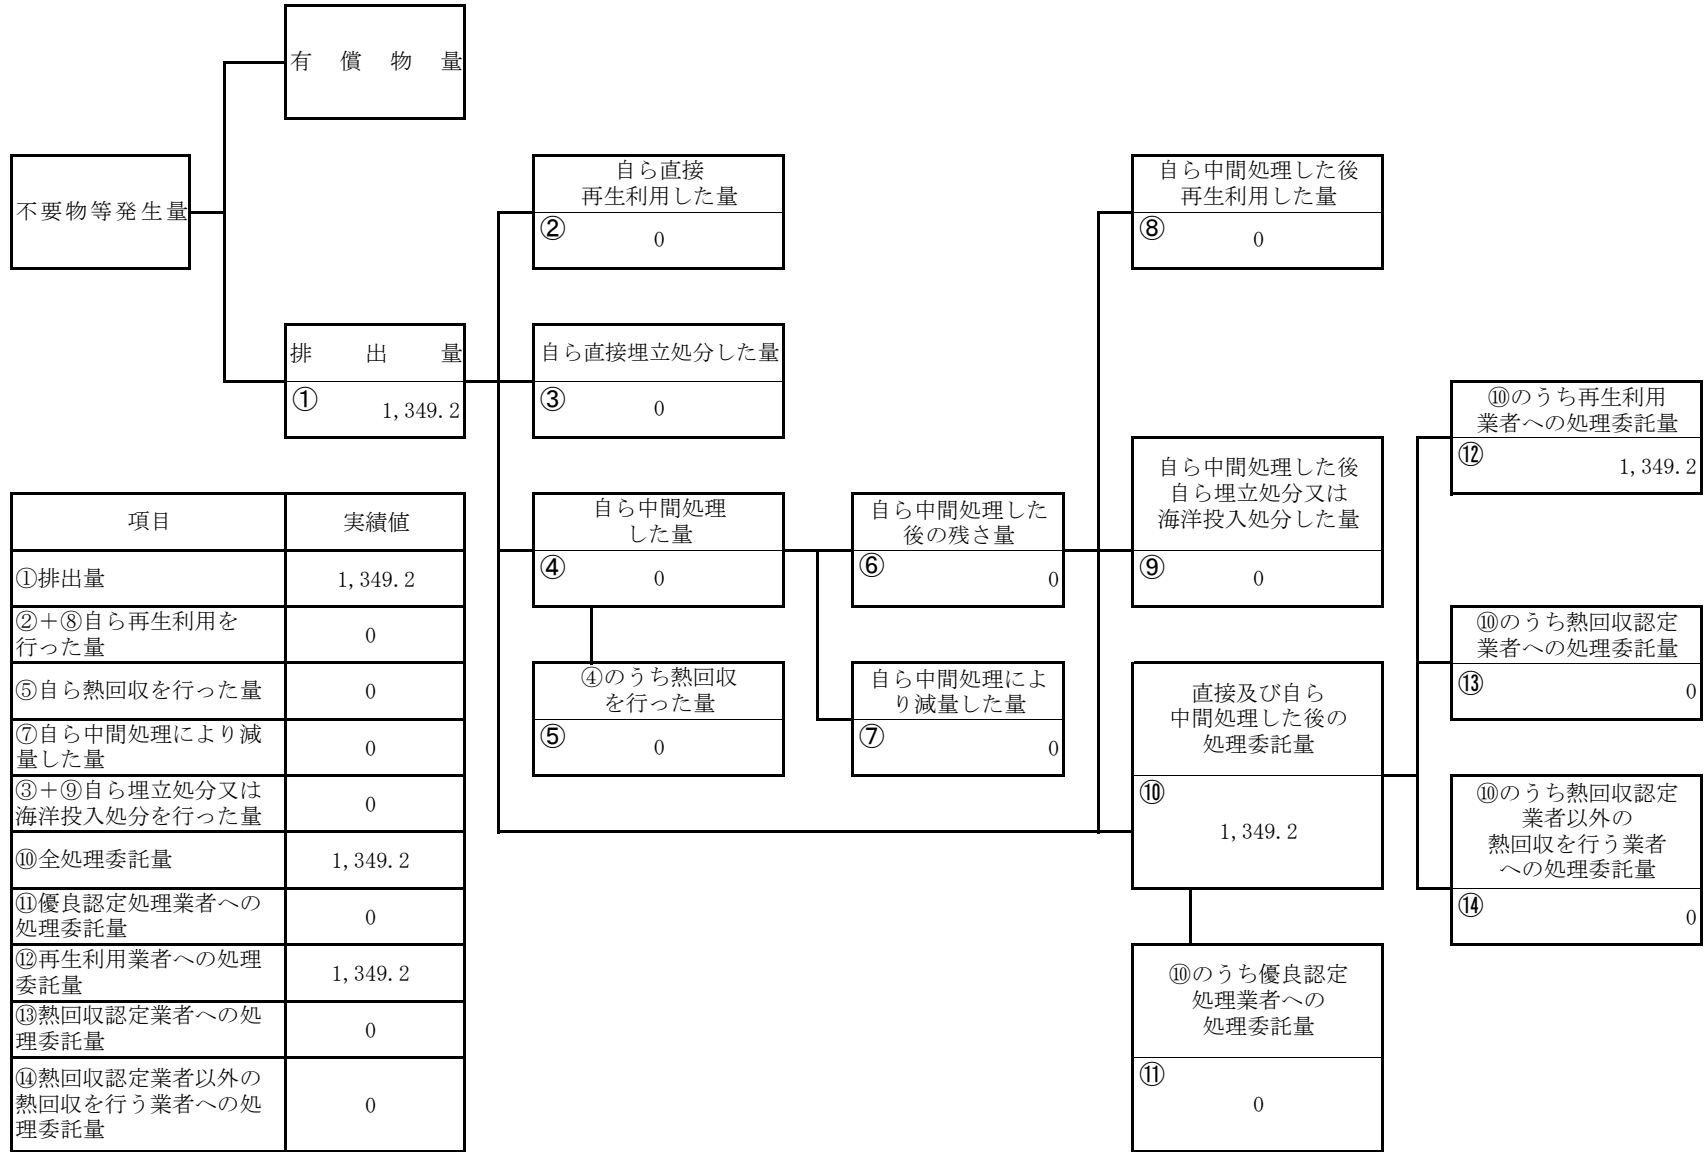 有償物量
不要物等発生量
排出量
①
1,349.2
自ら直接
再生利用した量
②
0
自ら直接埋立処分した量
③
0
自ら中間処理
した量
④
0
④のうち熱回収
を行った量
⑤
0
自ら中間処理した
後の残さ量
⑥
0
自ら中間処理によ
り減量した量
⑦
0
自ら中間処理した後
再生利用した量
⑧
0
自ら中間処理した後
自ら埋立処分又は
海洋投入処分した量
⑨
0
直接及び自ら
中間処理した後の
処理委託量
⑩
1,349.2
⑩のうち優良認定
処理業者への
処理委託量
⑪
0
⑩のうち再生利用
業者への処理委託量
⑫
1,349.2
⑩のうち熱回収認定
業者への処理委託量
⑬
0
⑩のうち熱回収認定
業者以外の
熱回収を行う業者
への処理委託量
⑭
0
項目 実績値
①排出量 1,349.2
②＋⑧自ら再生利用を
行った量
0
⑤自ら熱回収を行った量 0
⑦自ら中間処理により減
量した量
0
③＋⑨自ら埋立処分又は
海洋投入処分を行った量
0
⑩全処理委託量 1,349.2
⑪優良認定処理業者への
処理委託量
0
⑫再生利用業者への処理
委託量
1,349.2
⑬熱回収認定業者への処
理委託量
0
⑭熱回収認定業者以外の
熱回収を行う業者への処
理委託量
0